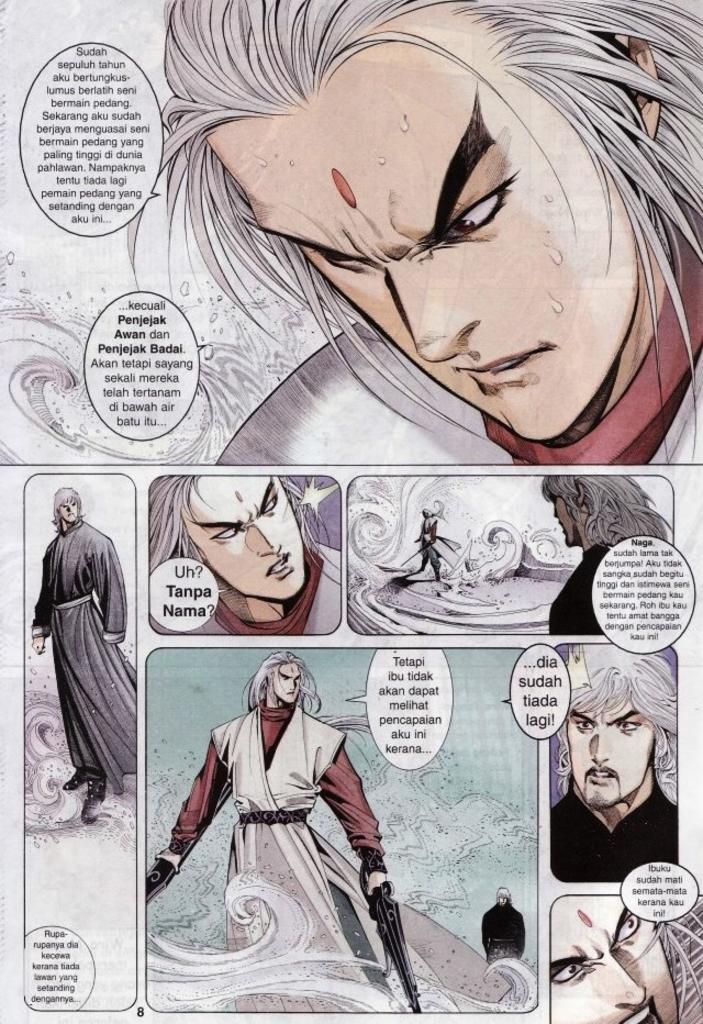 Sudah
sepuluh tahun
aku bertungkus-
lumus berlatih seni
bermain pedang.
Sekarang aku sudah
berjaya menguasai seni
bermain pedang yang
paling tinggi di dunia
pahlawan. Nampaknya
tentu tiada lagi
pemain pedang yang
setanding dengan
aku ini...
...kecuali
Penjejak
Awan dan
Penjejak Badai.
Akan tetapi sayang
sekali mereka
telah tertanam
di bawah air
batu itu...
Uh?
Tanpa
Nama?
Naga,
sudah lama tak
berjumpa! Aku tidak
sangka sudah begitu
tinggi dan istimewa seni
bermain pedang kau
sekarang. Roh ibu kau
tentu amat bangga
dengan pencapaian
kau ini!
Tetapi
ibu tidak
akan dapat
melihat
pencapaian
aku ini
kerana...
...dia
sudah
tiada
lagi!
Ibuku
sudah mati
semata-mata
kerana kau
ini!
Rupa-
rupanya dia
kecewa
kerana tiada
lawan yang
setanding
dengannya...
8